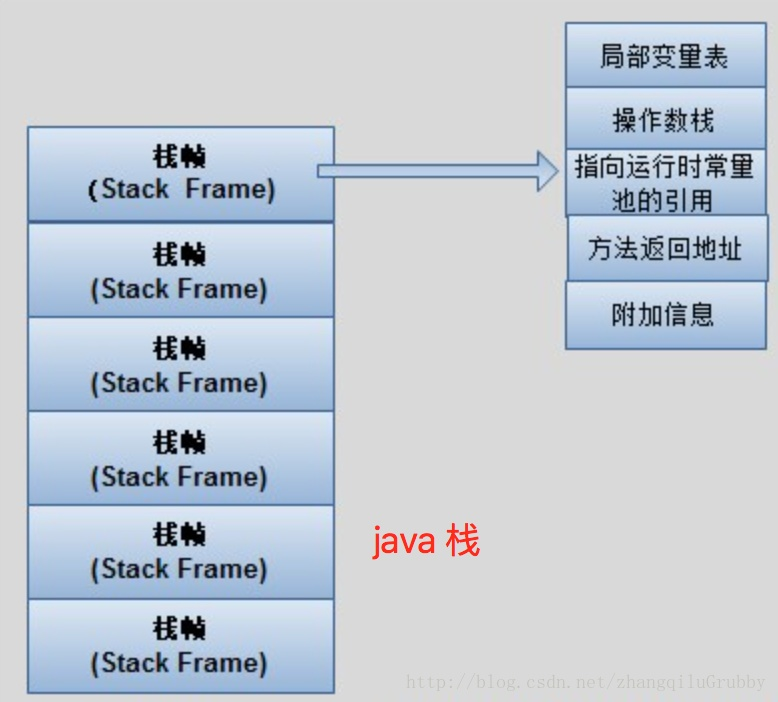 栈帧
(Stack Frame)
栈帧
(Stack Frame)
栈帧
(Stack Frame)
栈帧
(Stack Frame)
栈帧
(Stack Frame)
栈帧
(Stack Frame)
局部变量表
操作数栈
指向运行时常量
池的引用
方法返回地址
附加信息
java 栈
http://blog.csdn.net/zhangqiluGrubby